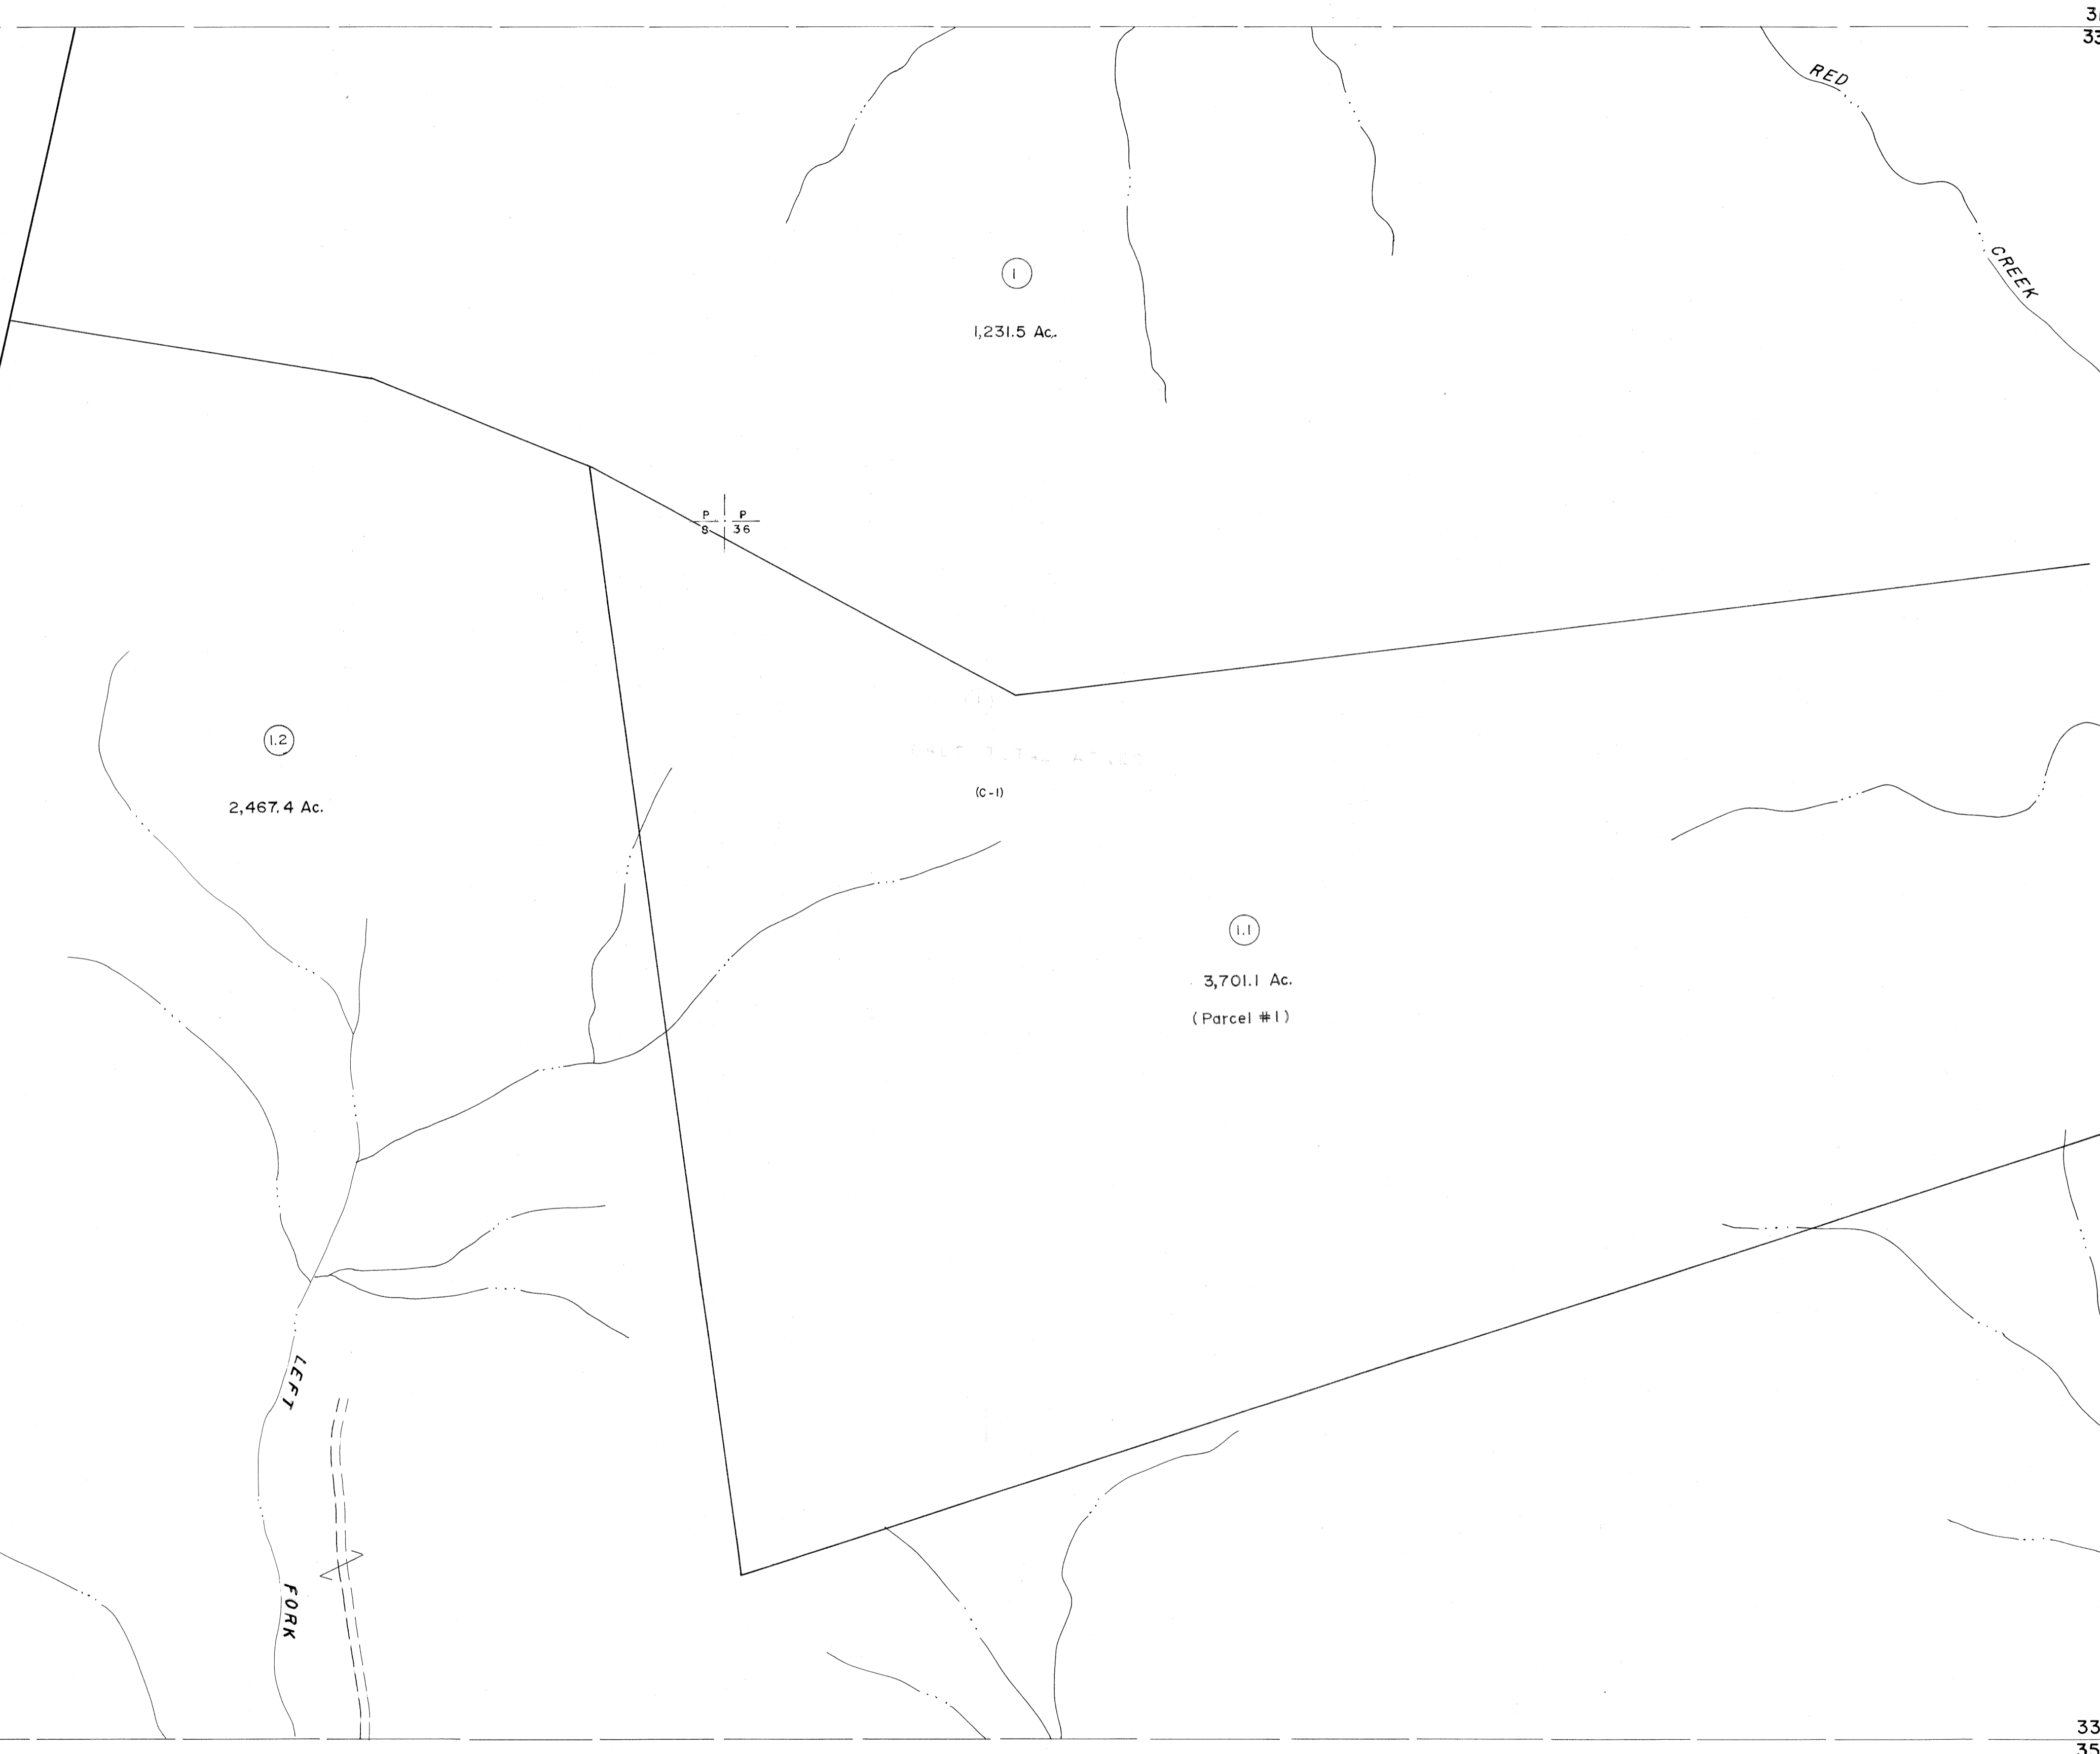 RED
CREEK
1
1,231.5 Ac.
P P
8 36
1.2
2,467.4 Ac.
(C-1)
1.1
3,701.1 Ac.
(Parcel #1)
LEFT
FORK
33
35